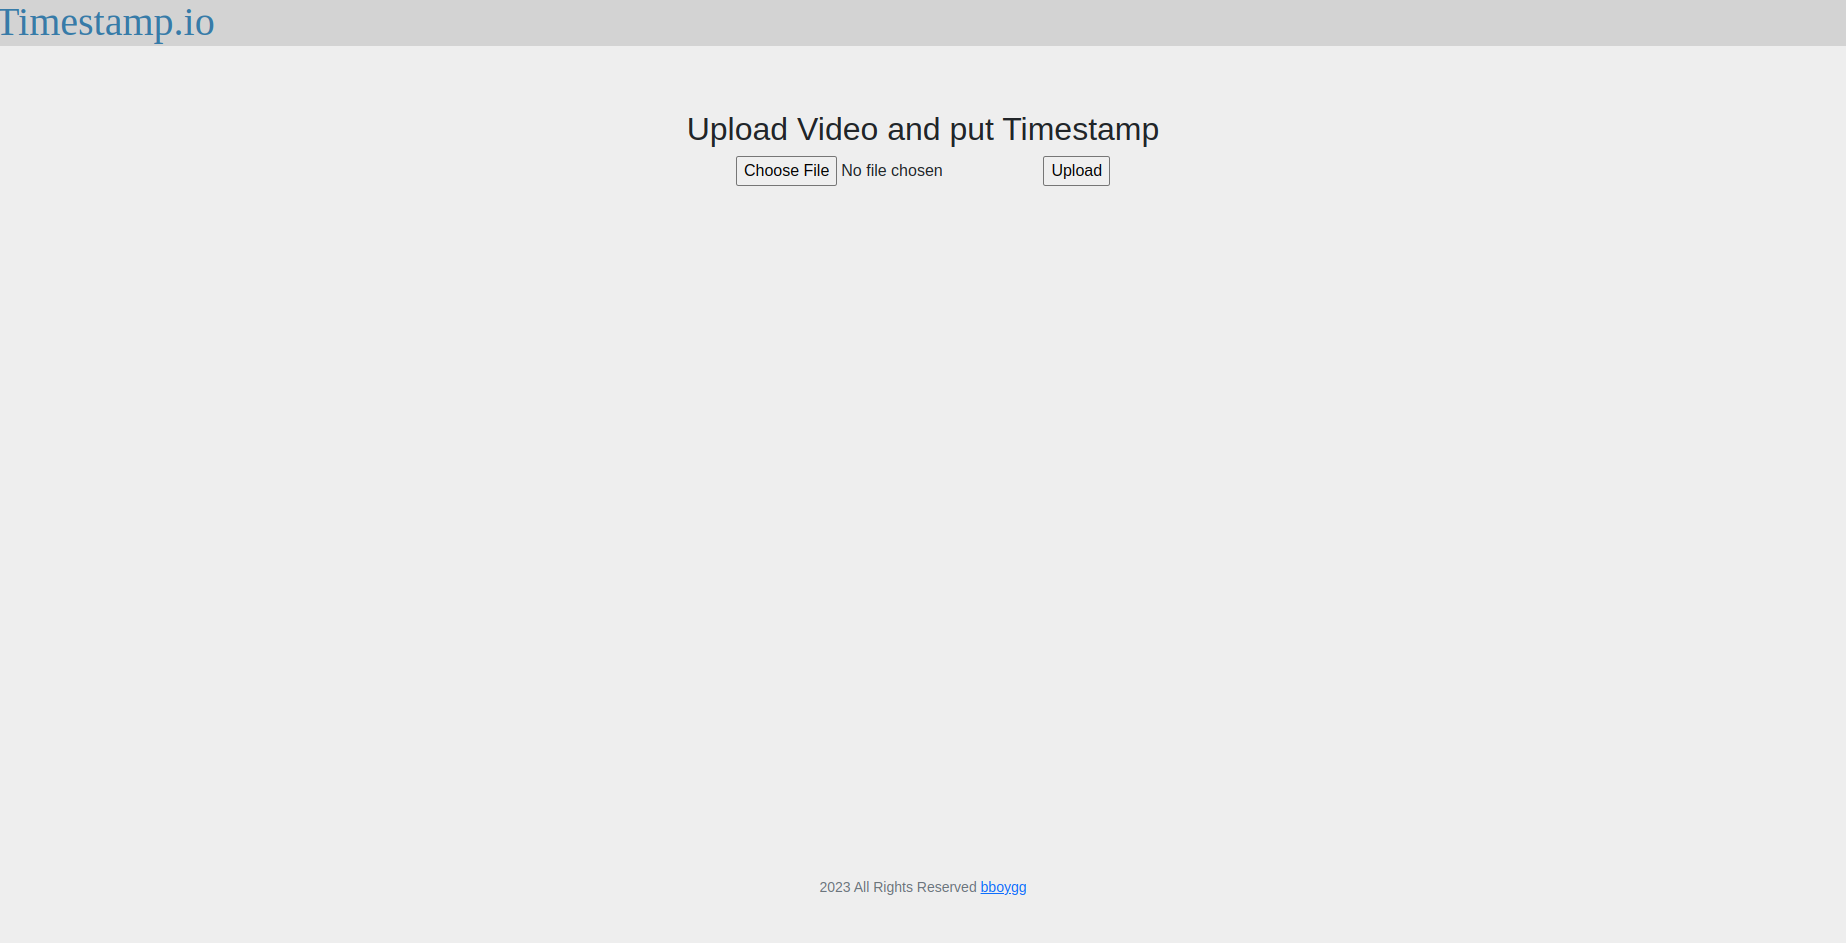 Timestamp.io
Upload Video and put Timestamp
Choose File No file chosen Upload
2023 All Rights Reserved bboygg